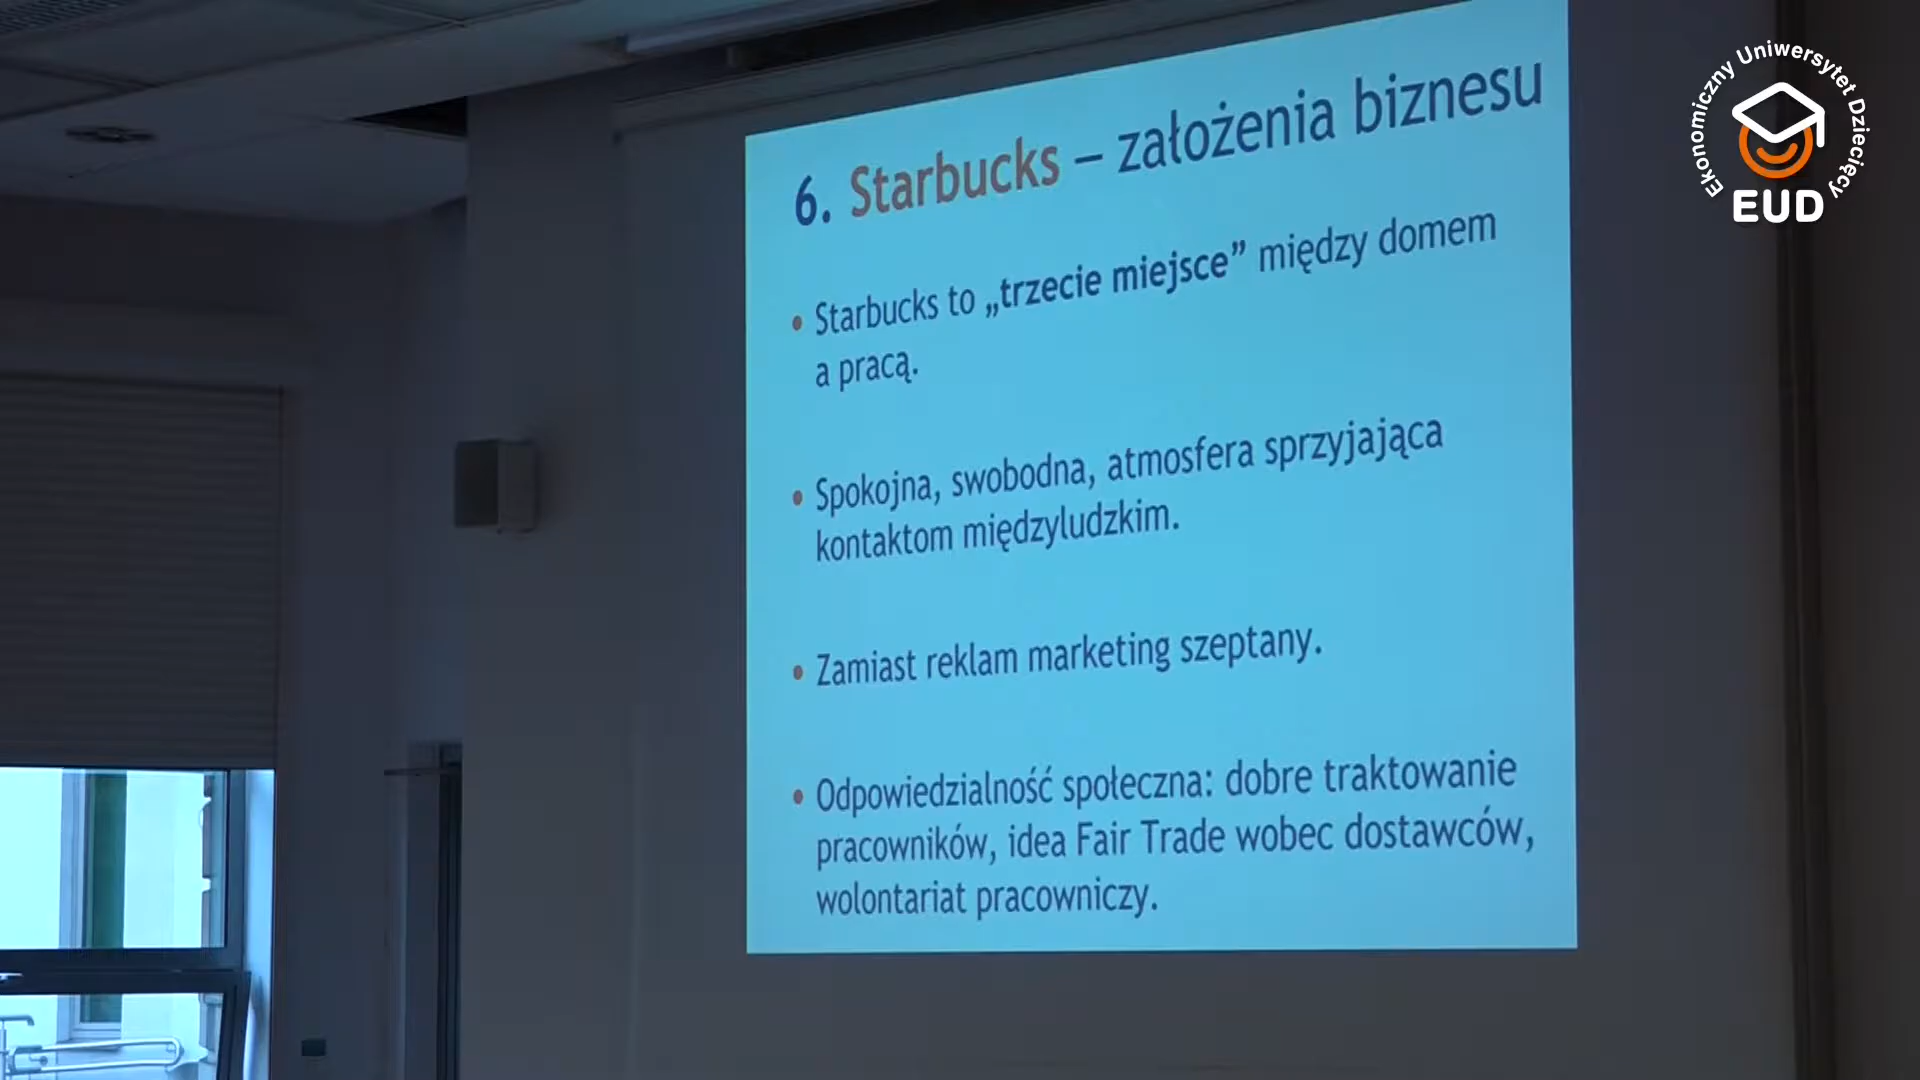 6. Starbucks – założenia biznesu
• Starbucks to „trzecie miejsce” między domem
a pracą.
• Spokojna, swobodna, atmosfera sprzyjająca
kontaktom międzyludzkim.
• Zamiast reklam marketing szeptany.
• Odpowiedzialność społeczna: dobre traktowanie
pracowników, idea Fair Trade wobec dostawców,
wolontariat pracowniczy.
Ekonomiczny Uniwersytet Dziecięcy
EUD